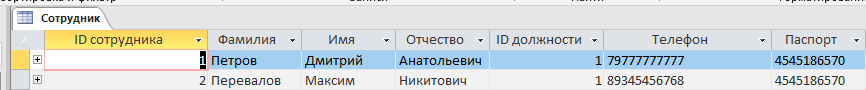 Сотрудник
ID сотрудника Фамилия Имя Отчество ID должности Телефон Паспорт
1 Петров Дмитрий Анатольевич 1 79777777777 4545186570
2 Перевалов Максим Никитович 1 89345456768 4545186570